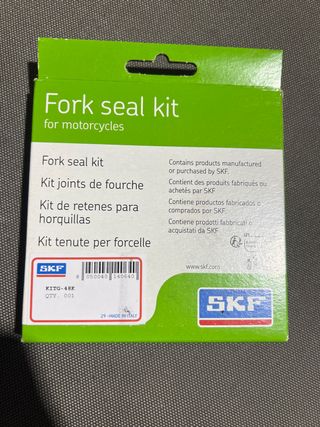 Fork seal kit
for motorcycles
Fork seal kit
Kit joints de fourche
Kit de retenes para
horquillas
Kit tenute per forcelle
Contains products manufactured
or purchased by SKF.
Contient des produits fabriqués ou
achetés par SKF
Contiene productos fabricados o
comprados por SKF.
Contiene prodotti fabbricati o
acquistati da SKF
www.skf.com
SKF
KITG-48K
QTY. 001
29 -MADE IN ITALY
SKF